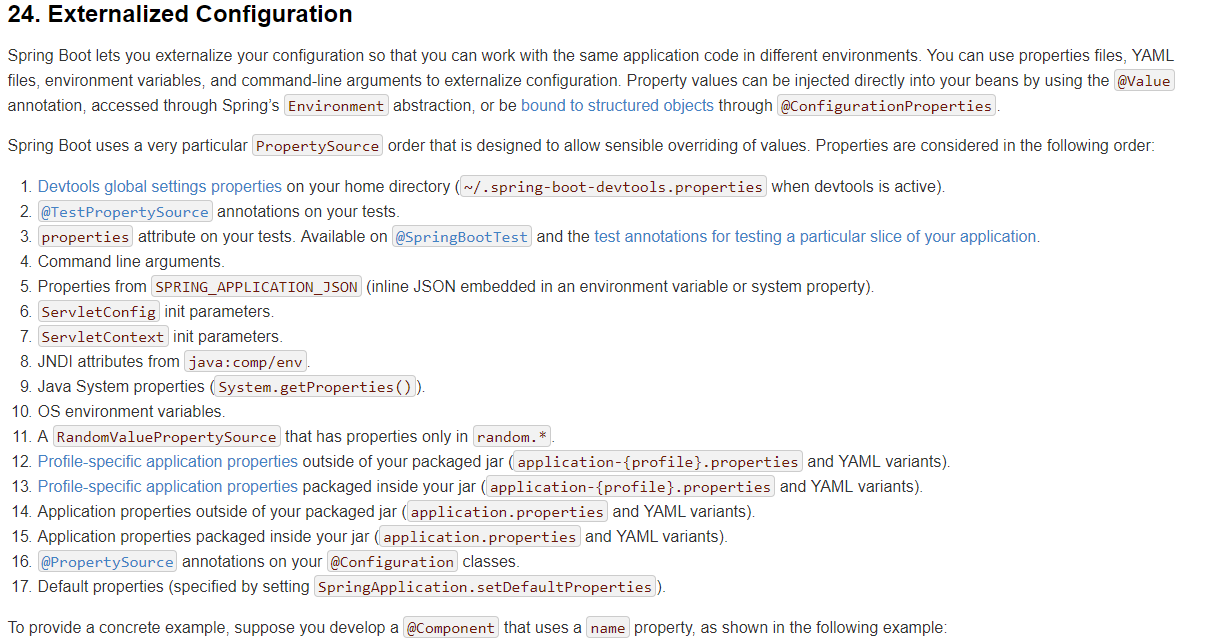 24. Externalized Configuration
Spring Boot lets you externalize your configuration so that you can work with the same application code in different environments. You can use properties files, YAML
files, environment variables, and command-line arguments to externalize configuration. Property values can be injected directly into your beans by using the @Value
annotation, accessed through Spring’s Environment abstraction, or be bound to structured objects through @ConfigurationProperties.
Spring Boot uses a very particular PropertySource order that is designed to allow sensible overriding of values. Properties are considered in the following order:
1. Devtools global settings properties on your home directory (~/.spring-boot-devtools.properties when devtools is active).
2. @TestPropertySource annotations on your tests.
3. properties attribute on your tests. Available on @SpringBootTest and the test annotations for testing a particular slice of your application.
4. Command line arguments.
5. Properties from SPRING_APPLICATION_JSON (inline JSON embedded in an environment variable or system property).
6. ServletConfig init parameters.
7. ServletContext init parameters.
8. JNDI attributes from java:comp/env.
9. Java System properties (System.getProperties()).
10. OS environment variables.
11. A RandomValuePropertySource that has properties only in random.*.
12. Profile-specific application properties outside of your packaged jar (application-{profile}.properties and YAML variants).
13. Profile-specific application properties packaged inside your jar (application-{profile}.properties and YAML variants).
14. Application properties outside of your packaged jar (application.properties and YAML variants).
15. Application properties packaged inside your jar (application.properties and YAML variants).
16. @PropertySource annotations on your @Configuration classes.
17. Default properties (specified by setting SpringApplication.setDefaultProperties).
To provide a concrete example, suppose you develop a @Component that uses a name property, as shown in the following example: